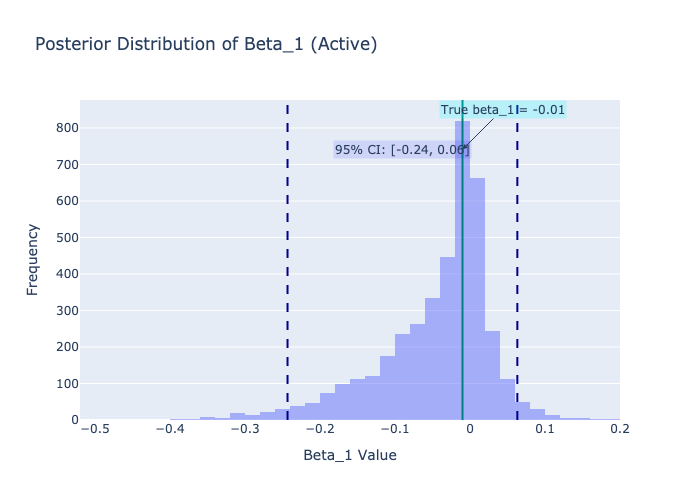 Posterior Distribution of Beta_1 (Active)
True beta_1 = -0.01
95% CI: [-0.24, 0.06]
Frequency
800
700
600
500
400
300
200
100
0
−0.5 −0.4 −0.3 −0.2 −0.1 0 0.1 0.2
Beta_1 Value